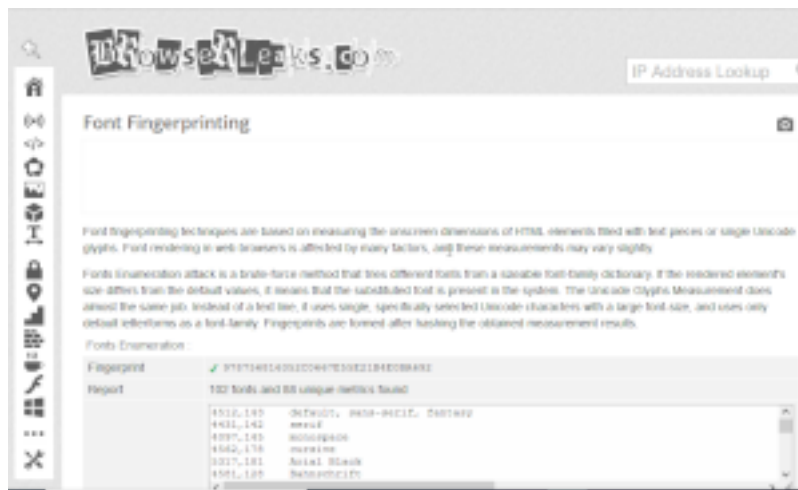 BrowserLeaks.com
IP Address Lookup
Font Fingerprinting
Font fingerprinting techniques are based on measuring the onscreen dimensions of HTML elements filled with text pieces or single Unicode
glyphs. Font rendering in web browsers is affected by many factors, and these measurements may vary slightly.
Fonts Enumeration attack is a brute-force method that tries different fonts from a sizeable font-family dictionary. If the rendered element's
size differs from the default values, it means that the substituted font is present in the system. The Unicode Glyphs Measurement does
almost the same job. Instead of a text line, it uses single, specifically selected Unicode characters with a large font-size, and uses only
default letterforms as a font-family. Fingerprints are formed after hashing the obtained measurement results.
Fonts Enumeration :
Fingerprint ✓
Report 102 fonts and 88 unique metrics found
default, sans-serif, fantasy
serif
monospace
cursive
Arial Black
Bahnschrift